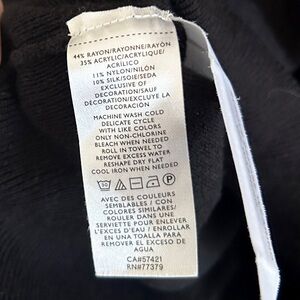 44% RAYON/RAYONNE/RAYÓN
35% ACRYLIC/ACRYLIQUE/
ACRÍLICO
11% NYLON/NILÓN
10% SILK/SOIE/SEDA
EXCLUSIVE OF
DECORATION/SAUF
DÉCORATION/EXCLUYE LA
DECORACIÓN
MACHINE WASH COLD
DELICATE CYCLE
WITH LIKE COLORS
ONLY NON-CHLORINE
BLEACH WHEN NEEDED
ROLL IN TOWEL TO
REMOVE EXCESS WATER
RESHAPE DRY FLAT
COOL IRON WHEN NEEDED
30 P
AVEC DES COULEURS
SEMBLABLES / CON
COLORES SIMILARES/
ROULER DANS UNE
SERVIETTE POUR ENLEVER
EX D'EAU / ENROLLAR
EN UNA TOALLA PARA
REMOVER EL EXCESO DE
AGUA
CA#57421
RN#77379